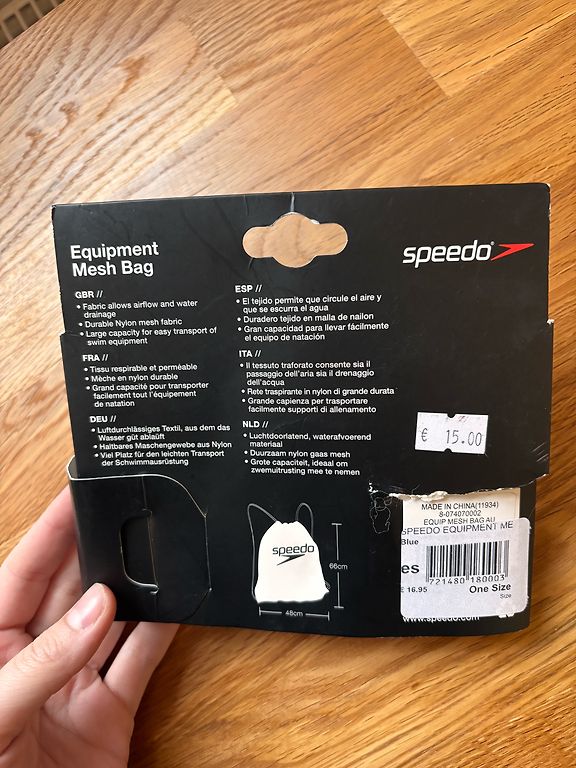 Equipment
Mesh Bag
speedo
GBR //
• Fabric allows airflow and water
drainage
• Durable Nylon mesh fabric
• Large capacity for easy transport of
swim equipment
FRA //
• Tissu respirable et perméable
• Mèche en nylon durable
• Grand capacité pour transporter
facilement tout l'équipement
de natation
DEU //
• Luftdurchlässiges Textil, aus dem das
Wasser güt abläuft
• Haltbares Maschengewebe aus Nylon
• Viel Platz für den leichten Transport
der Schwimmausrüstung
ESP //
• El tejido permite que circule el aire y
que se escurra el agua
• Duradero tejido en malla de nailon
• Gran capacidad para llevar fácilmente
el equipo de natación
ITA //
• Il tessuto traforato consente sia il
passaggio dell'aria sia il drenaggio
dell'acqua
• Rete traspirante in nylon di grande durata
• Grande capienza per trasportare
facilmente supporti di allenamento
NLD //
• Luchtdoorlatend, waterafvoerend
materiaal
• Duurzaam nylon gaas mesh
• Grote capaciteit, ideaal om
zwemuitrusting mee te nemen
€ 15.00
speedo
66cm
48cm
MADE IN CHINA(11934)
8-074070002
EQUIP MESH BAG AU
SPEEDO EQUIPMENT ME
Blue
es
721480 180003
£ 16.95
One Size
Size
www.speedo.com